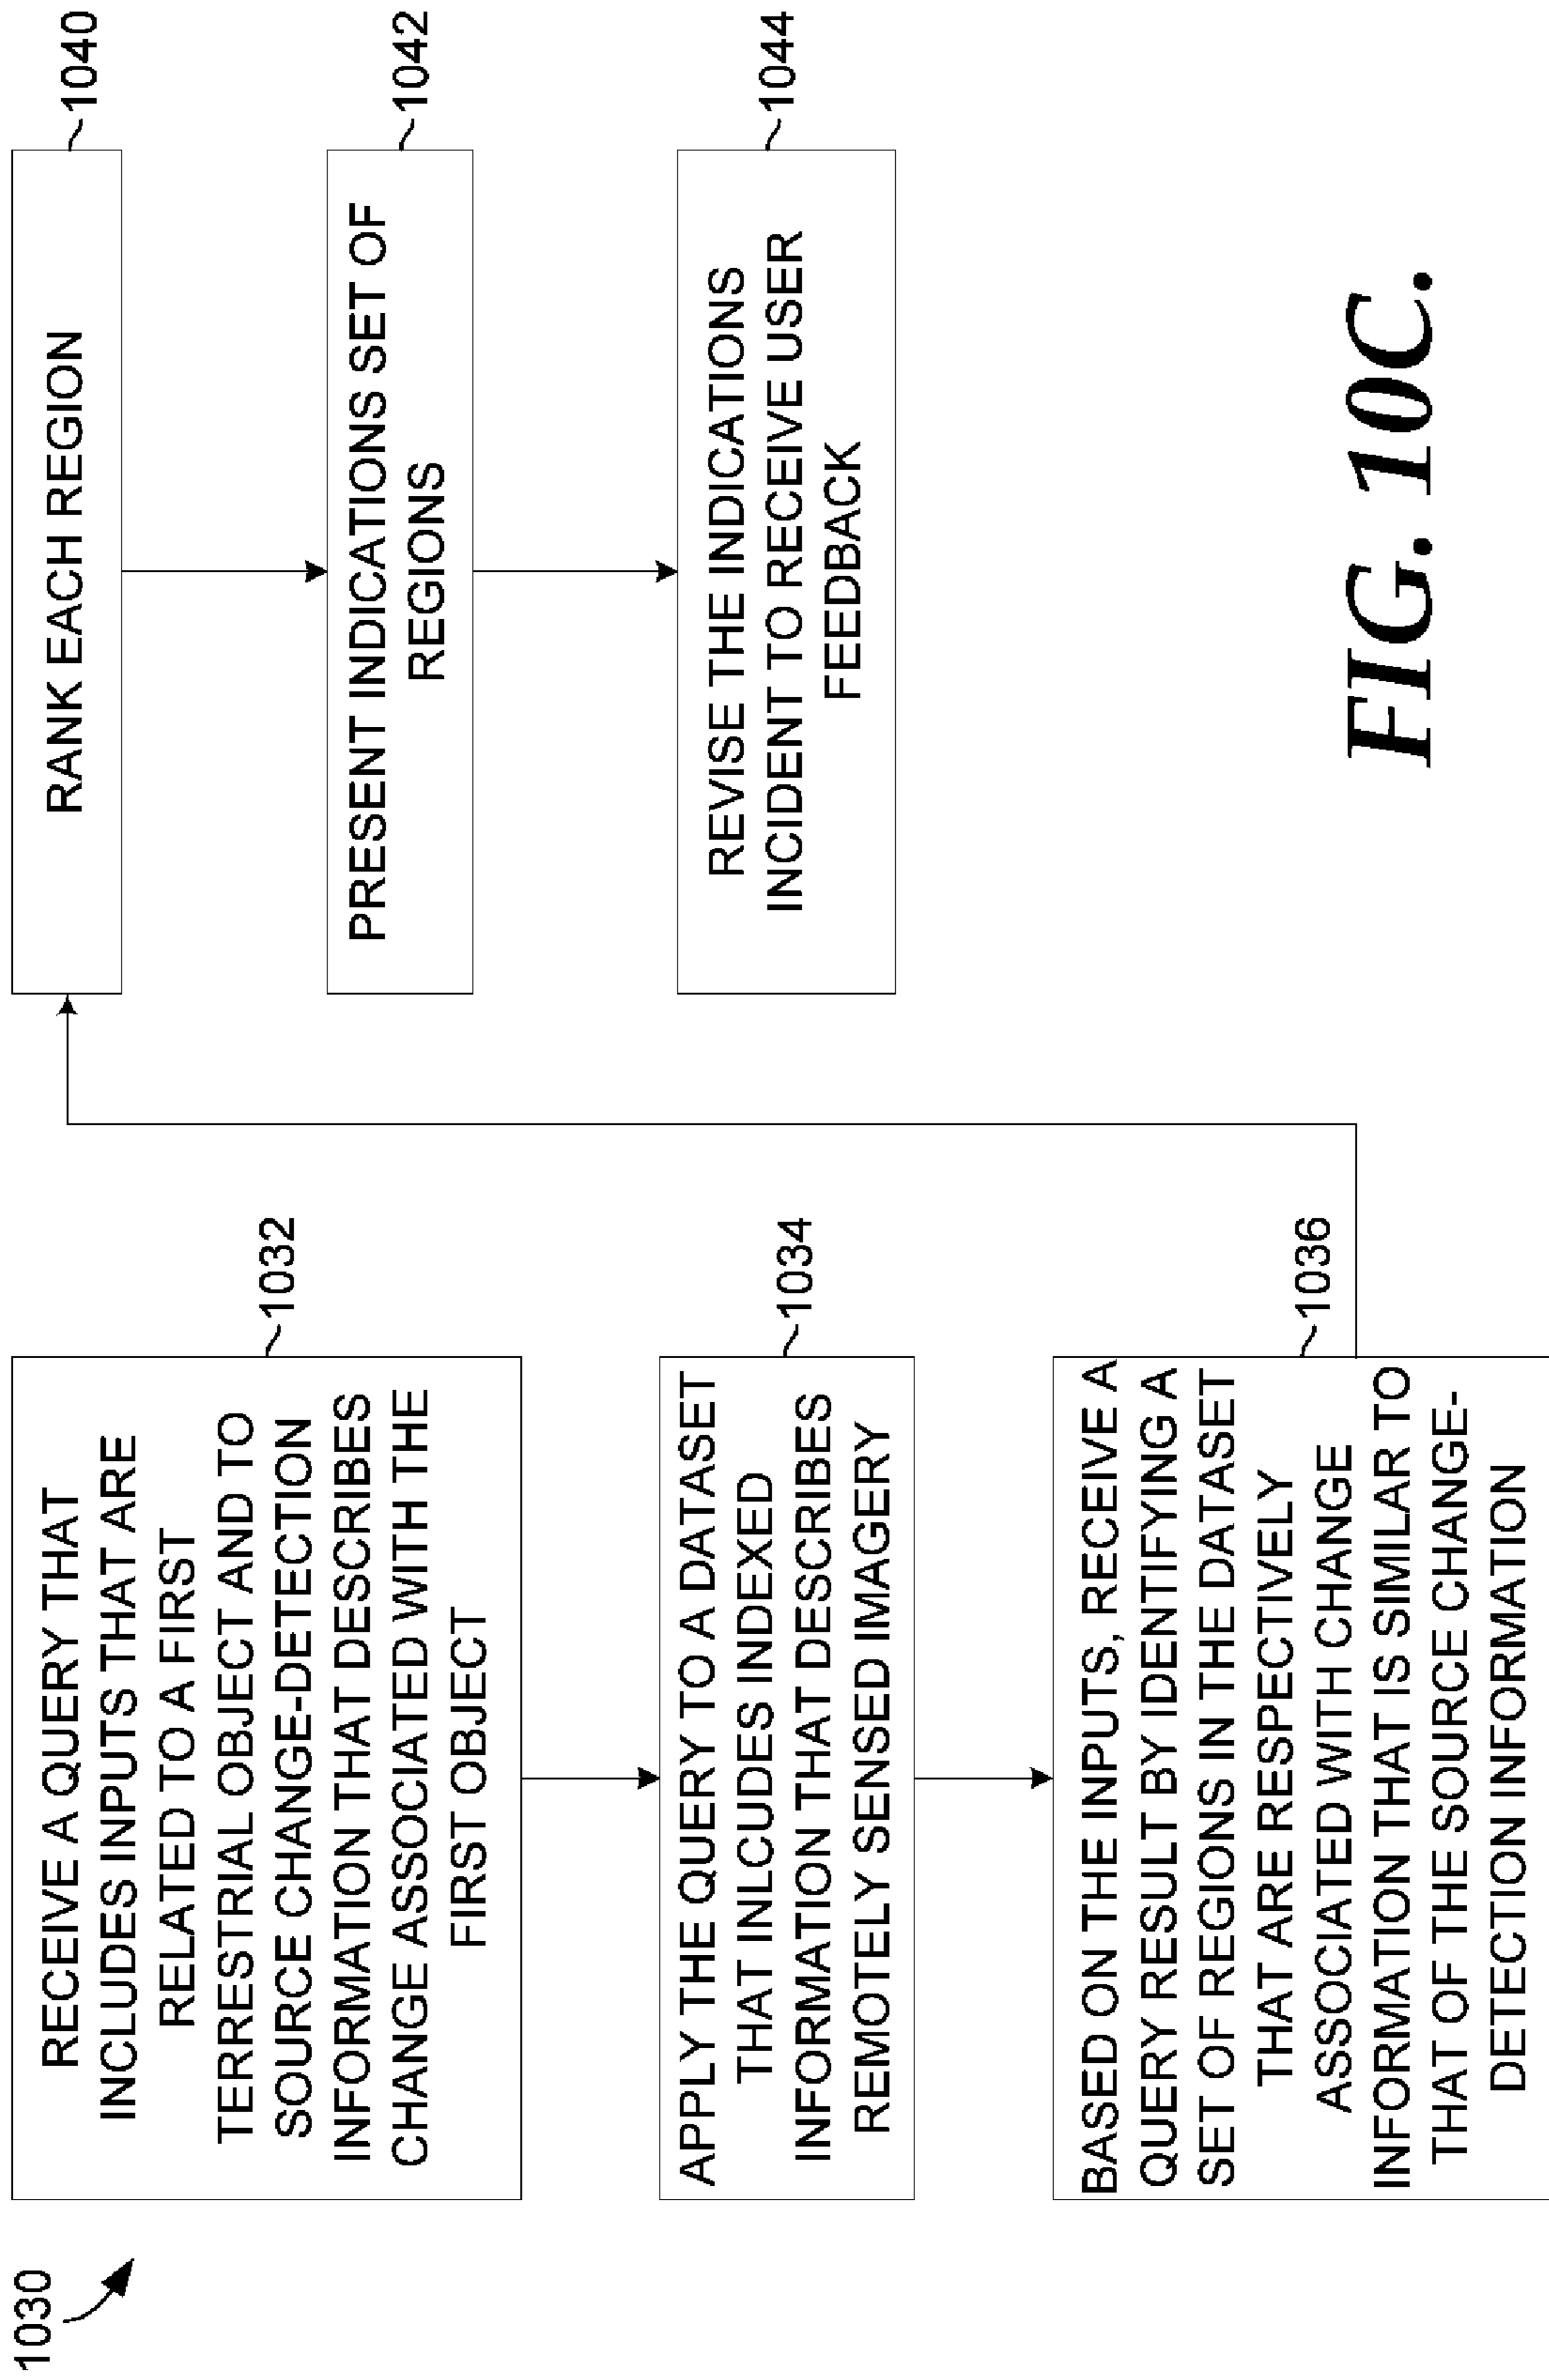 1030
RECEIVE A QUERY THAT
INCLUDES INPUTS THAT ARE
RELATED TO A FIRST
TERRESTRIAL OBJECT AND TO
SOURCE CHANGE-DETECTION
INFORMATION THAT DESCRIBES
CHANGE ASSOCIATED WITH THE
FIRST OBJECT
1032
APPLY THE QUERY TO A DATASET
THAT INLCUDES INDEXED
INFORMATION THAT DESCRIBES
REMOTELY SENSED IMAGERY
1034
BASED ON THE INPUTS, RECEIVE A
QUERY RESULT BY IDENTIFYING A
SET OF REGIONS IN THE DATASET
THAT ARE RESPECTIVELY
ASSOCIATED WITH CHANGE
INFORMATION THAT IS SIMILAR TO
THAT OF THE SOURCE CHANGE-
DETECTION INFORMATION
1036
RANK EACH REGION
1040
PRESENT INDICATIONS SET OF
REGIONS
1042
REVISE THE INDICATIONS
INCIDENT TO RECEIVE USER
FEEDBACK
1044
FIG. 10C.